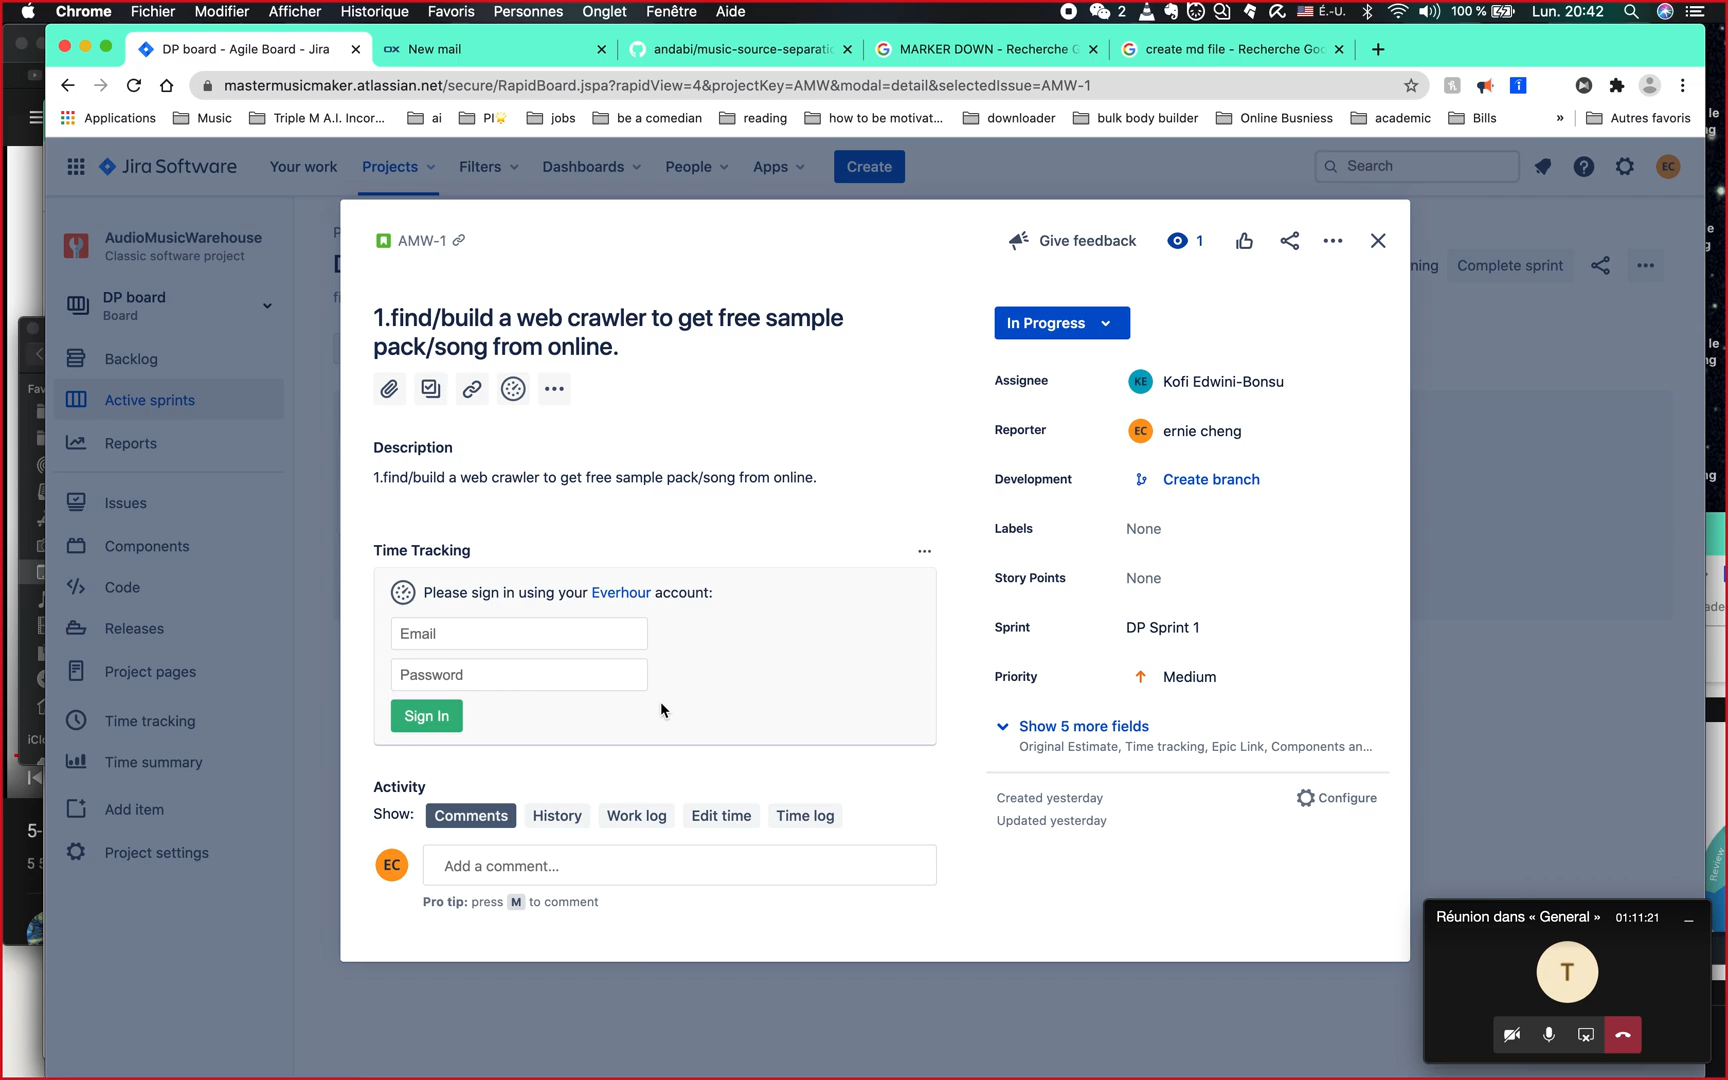 Chrome Fichier Modifier Afficher Historique Favoris Personnes Onglet Fenêtre Aide 2 É.-U. 100 % Lun. 20:42
DP board - Agile Board - Jira New mail andabi/music-source-separatic MARKER DOWN - Recherche G create md file - Recherche Goo
mastermusicmaker.atlassian.net/secure/RapidBoard.jspa?rapidView=4&projectKey=AMW&modal=detail&selectedIssue=AMW-1
Applications Music Triple M A.I. Incor... ai PI jobs be a comedian reading how to be motivat... downloader bulk body builder Online Busniess academic Bills » Autres favoris
Jira Software Your work Projects Filters Dashboards People Apps Create Search EC
AudioMusicWarehouse
Classic software project
DP board
Board
Backlog
Active sprints
Reports
Issues
Components
Code
Releases
Project pages
Time tracking
Time summary
Add item
Project settings
Complete sprint
AMW-1 Give feedback 1
1.find/build a web crawler to get free sample
pack/song from online.
Description
1.find/build a web crawler to get free sample pack/song from online.
Time Tracking
Please sign in using your Everhour account:
Email
Password
Sign In
Activity
Show: Comments History Work log Edit time Time log
EC Add a comment...
Pro tip: press M to comment
In Progress
Assignee KE Kofi Edwini-Bonsu
Reporter EC ernie cheng
Development Create branch
Labels None
Story Points None
Sprint DP Sprint 1
Priority Medium
Show 5 more fields
Original Estimate, Time tracking, Epic Link, Components an...
Created yesterday Configure
Updated yesterday
Review
Réunion dans « General » 01:11:21
T